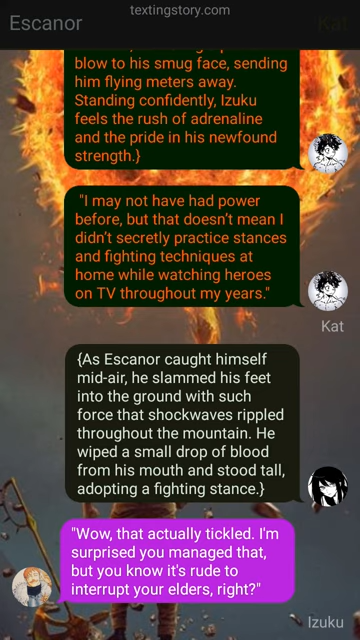 textingstory.com
Escanor
Kat
blow to his smug face, sending
him flying meters away.
Standing confidently, Izuku
feels the rush of adrenaline
and the pride in his newfound
strength.}
"I may not have had power
before, but that doesn't mean I
didn't secretly practice stances
and fighting techniques at
home while watching heroes
on TV throughout my years."
Kat
{As Escanor caught himself
mid-air, he slammed his feet
into the ground with such
force that shockwaves rippled
throughout the mountain. He
wiped a small drop of blood
from his mouth and stood tall,
adopting a fighting stance.}
"Wow, that actually tickled. I'm
surprised you managed that,
but you know it's rude to
interrupt your elders, right?"
Izuku